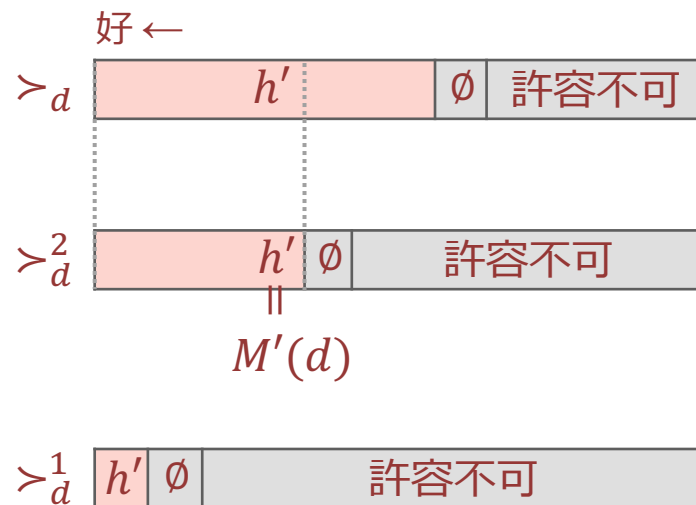 好 ←
≻_d h′ ∅ 許容不可
≻_d^2 h′ ∅ 許容不可
=
M′(d)
≻_d^1 h′ ∅ 許容不可